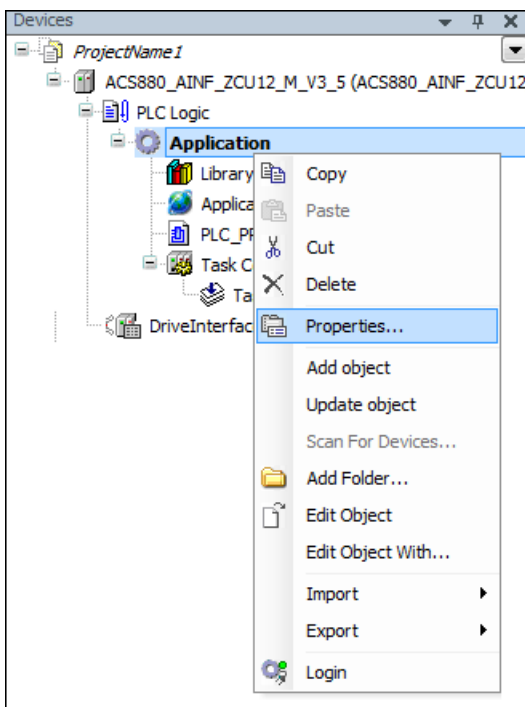 Devices
ProjectName1
ACS880_AINF_ZCU12_M_V3_5 (ACS880_AINF_ZCU12
PLC Logic
Application
Library
Copy
Applica
Paste
PLC_PR
Cut
Task C
Delete
Ta
DriveInterfac
Properties...
Add object
Update object
Scan For Devices...
Add Folder...
Edit Object
Edit Object With...
Import
Export
Login